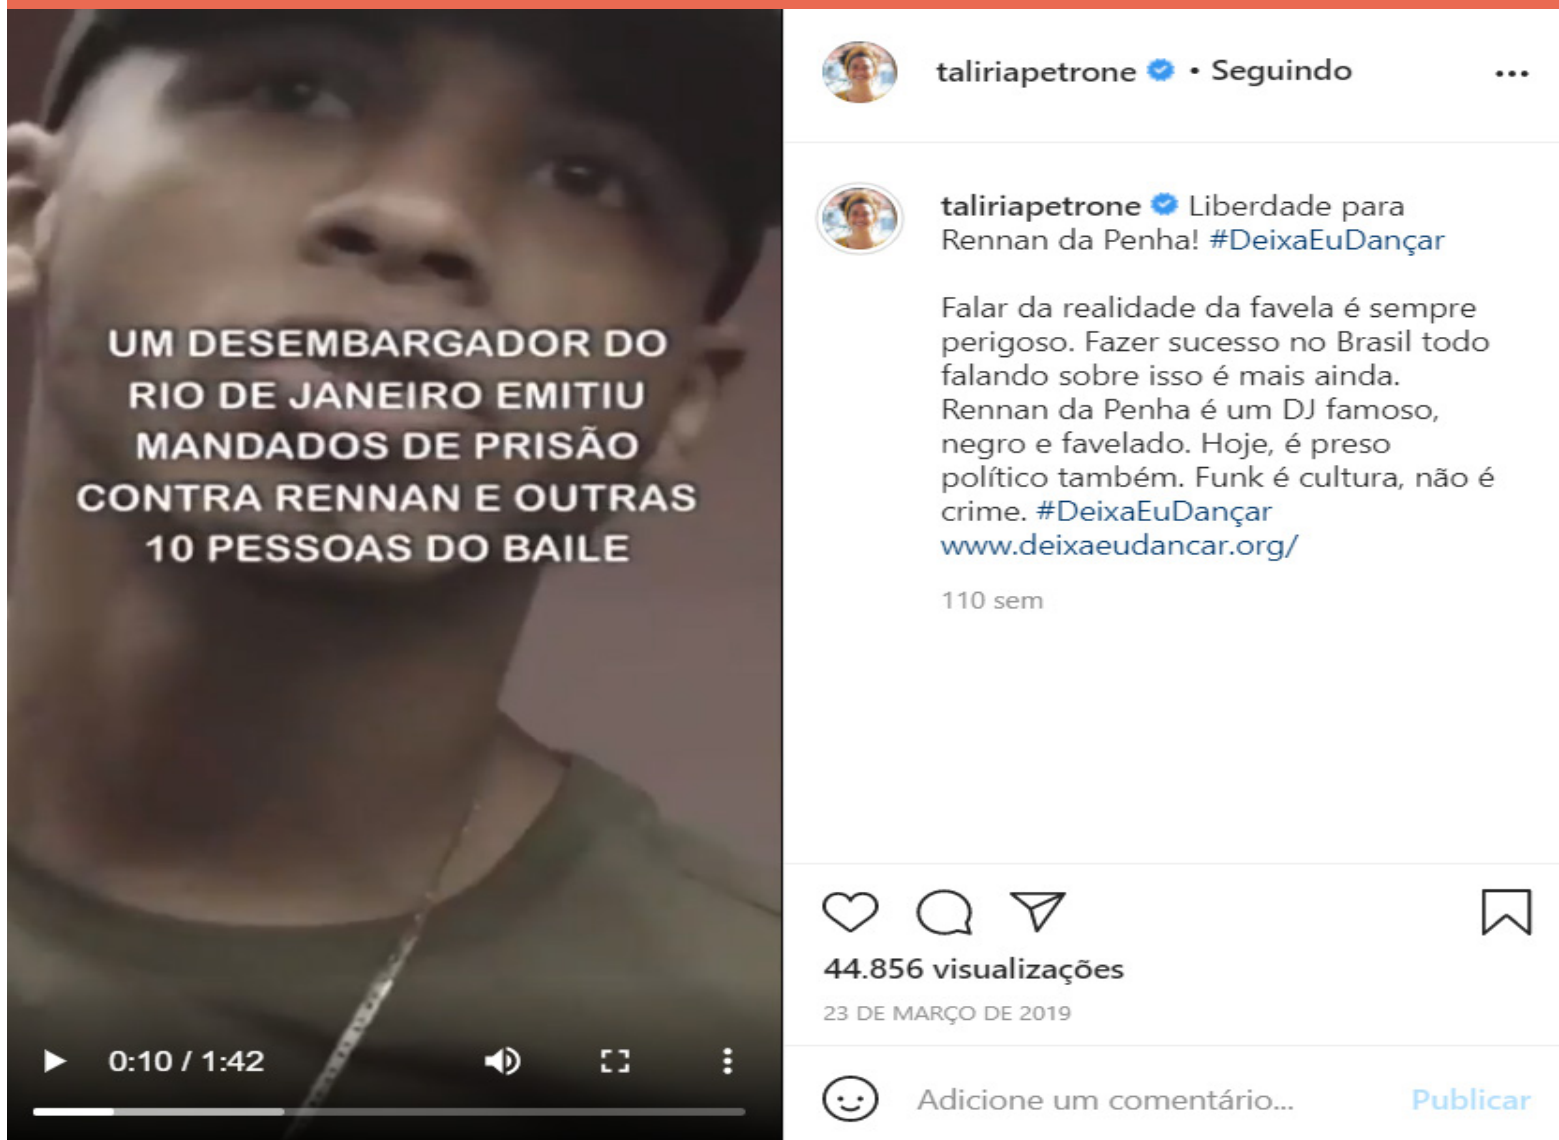 UM DESEMBARGADOR DO
RIO DE JANEIRO EMITIU
MANDADOS DE PRISÃO
CONTRA RENNAN E OUTRAS
10 PESSOAS DO BAILE
0:10 / 1:42
taliriapetrone • Seguindo
taliriapetrone Liberdade para
Rennan da Penha! #DeixaEuDançar
Falar da realidade da favela é sempre
perigoso. Fazer sucesso no Brasil todo
falando sobre isso é mais ainda.
Rennan da Penha é um DJ famoso,
negro e favelado. Hoje, é preso
político também. Funk é cultura, não é
crime. #DeixaEuDançar
www.deixaeudancar.org/
110 sem
44.856 visualizações
23 DE MARÇO DE 2019
Adicione um comentário... Publicar